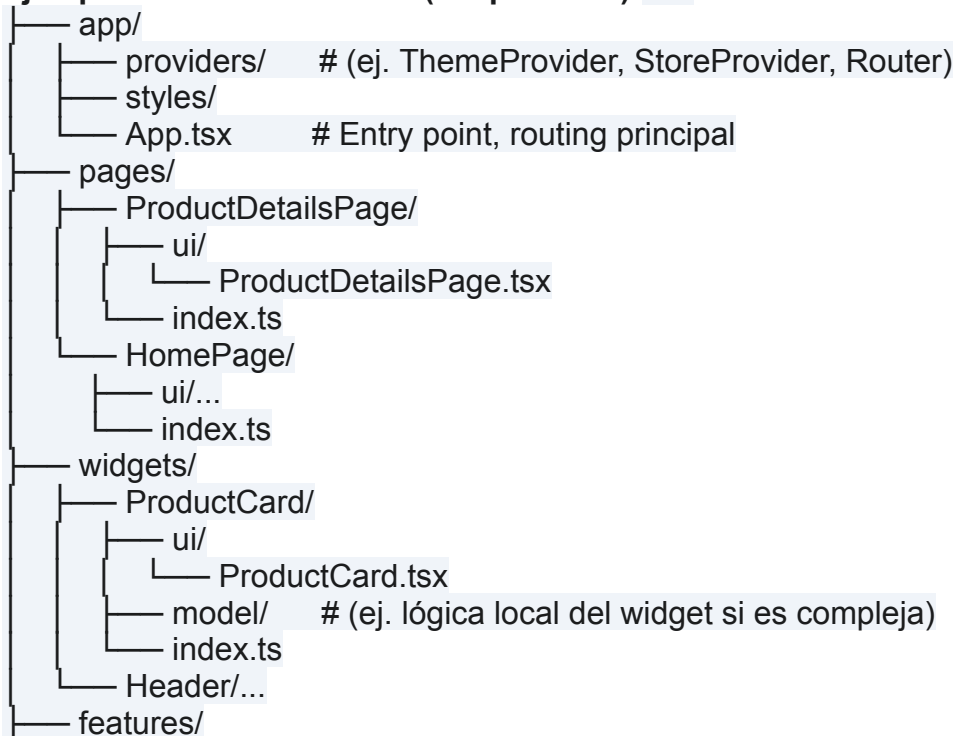 ├── app/
│   ├── providers/ # (ej. ThemeProvider, StoreProvider, Router)
│   ├── styles/
│   └── App.tsx # Entry point, routing principal
├── pages/
│   ├── ProductDetailsPage/
│   │   ├── ui/
│   │   │   └── ProductDetailsPage.tsx
│   │   └── index.ts
│   └── HomePage/
│       ├── ui/...
│       └── index.ts
├── widgets/
│   ├── ProductCard/
│   │   ├── ui/
│   │   │   └── ProductCard.tsx
│   │   ├── model/ # (ej. lógica local del widget si es compleja)
│   │   └── index.ts
│   └── Header/...
├── features/